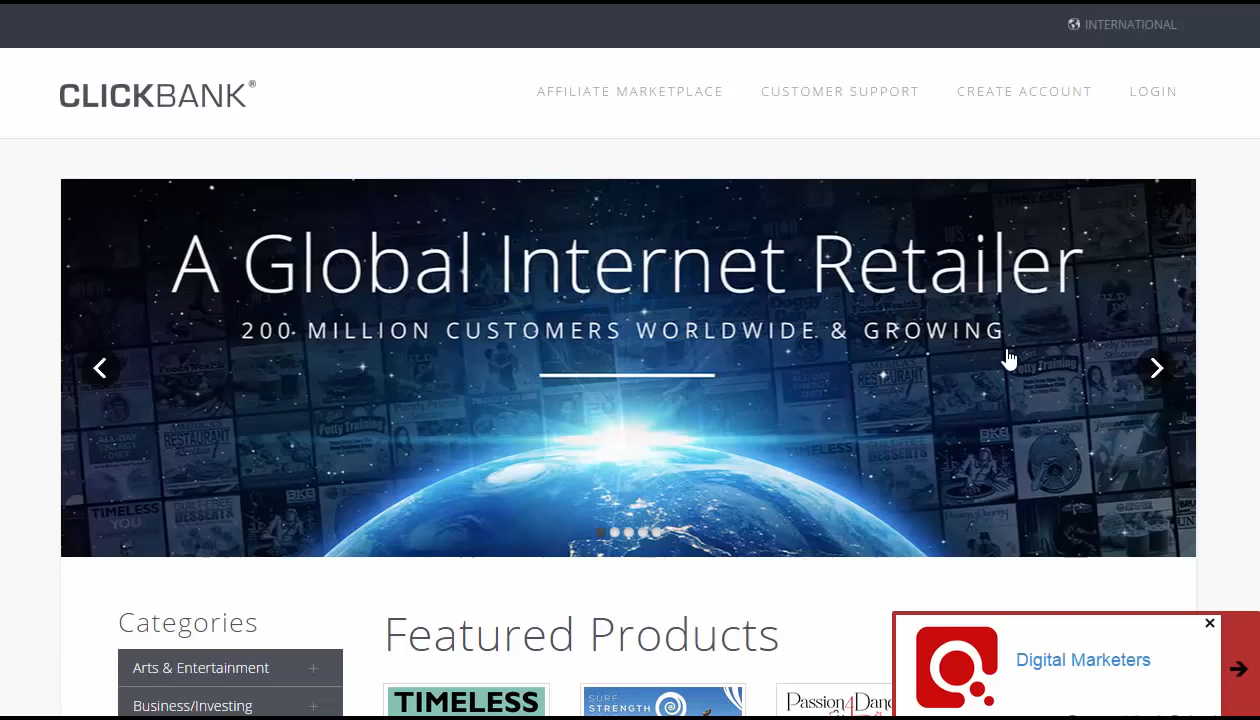 INTERNATIONAL
CLICKBANK®
AFFILIATE MARKETPLACE
CUSTOMER SUPPORT
CREATE ACCOUNT
LOGIN
A Global Internet Retailer
200 MILLION CUSTOMERS WORLDWIDE & GROWING
Categories
Arts & Entertainment +
Business/Investing +
Featured Products
TIMELESS
SURF
STRENGTH
Passion4Danc
Digital Marketers